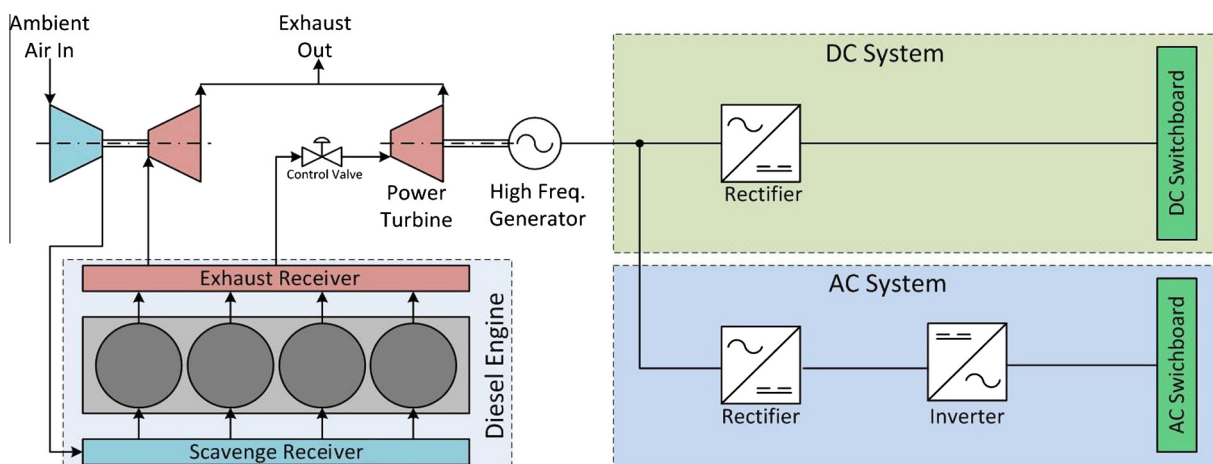 Ambient
Air In
Exhaust
Out
Control Valve
Power
Turbine
High Freq.
Generator
DC System
Rectifier
DC Switchboard
Exhaust Receiver
Diesel Engine
Scavenge Receiver
AC System
Rectifier
Inverter
AC Swichboard